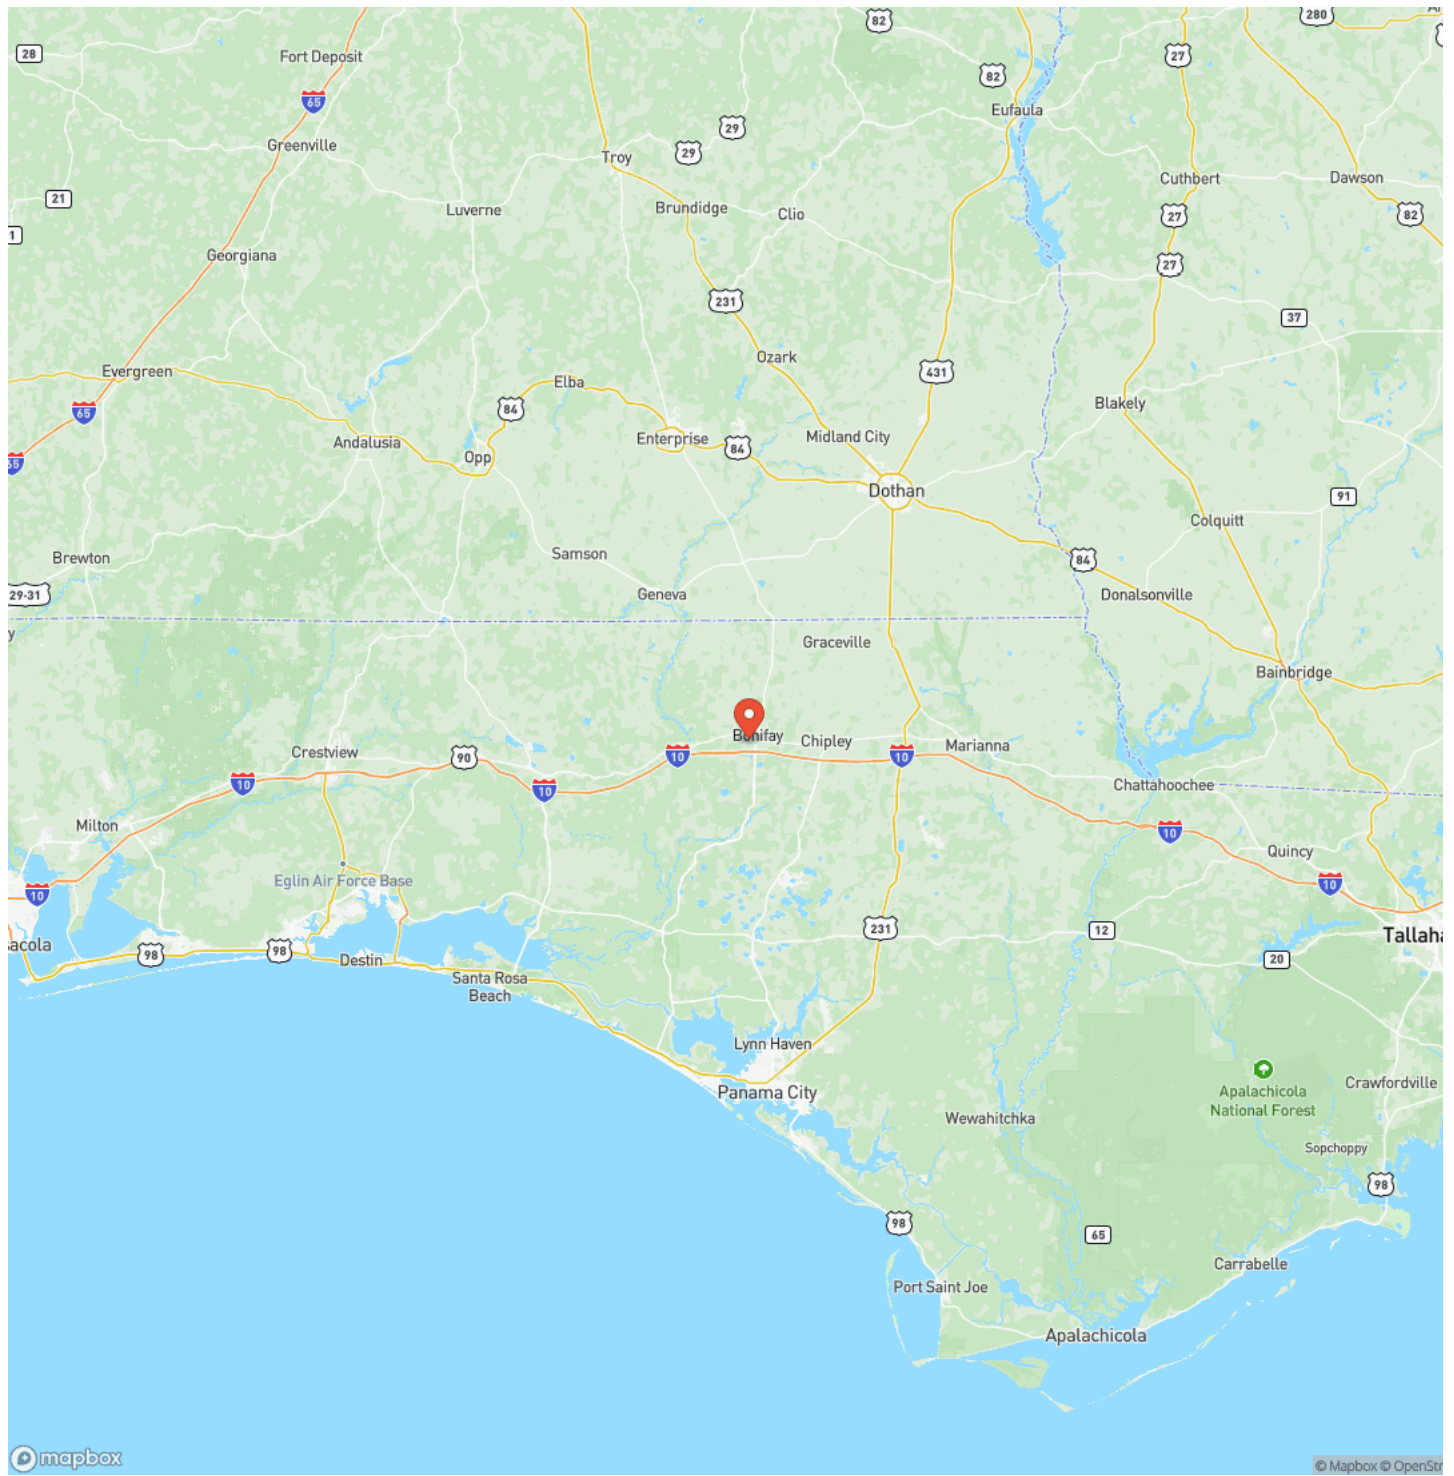 28
Fort Deposit
82
280
27
82
65
Eufaula
29
29
Greenville
Troy
21
Cuthbert
Dawson
Luverne
Brundidge
Clio
27
82
1
Georgiana
27
231
37
Ozark
Evergreen
Elba
431
84
65
Blakely
Andalusia
Enterprise
84
Midland City
Opp
65
Dothan
91
Colquitt
Brewton
Samson
84
29-31
Geneva
Donalsonville
y
Graceville
Bainbridge
Bonifay
Chipley
Marianna
Crestview
90
10
10
10
10
Chattahoochee
Milton
10
Quincy
Eglin Air Force Base
10
10
231
12
Tallaha
acola
98
98
Destin
20
Santa Rosa
Beach
Lynn Haven
Panama City
Apalachicola
National Forest
Crawfordville
Wewahitchka
Sopchoppy
98
98
65
Carrabelle
Port Saint Joe
Apalachicola
mapbox
© Mapbox © OpenStr